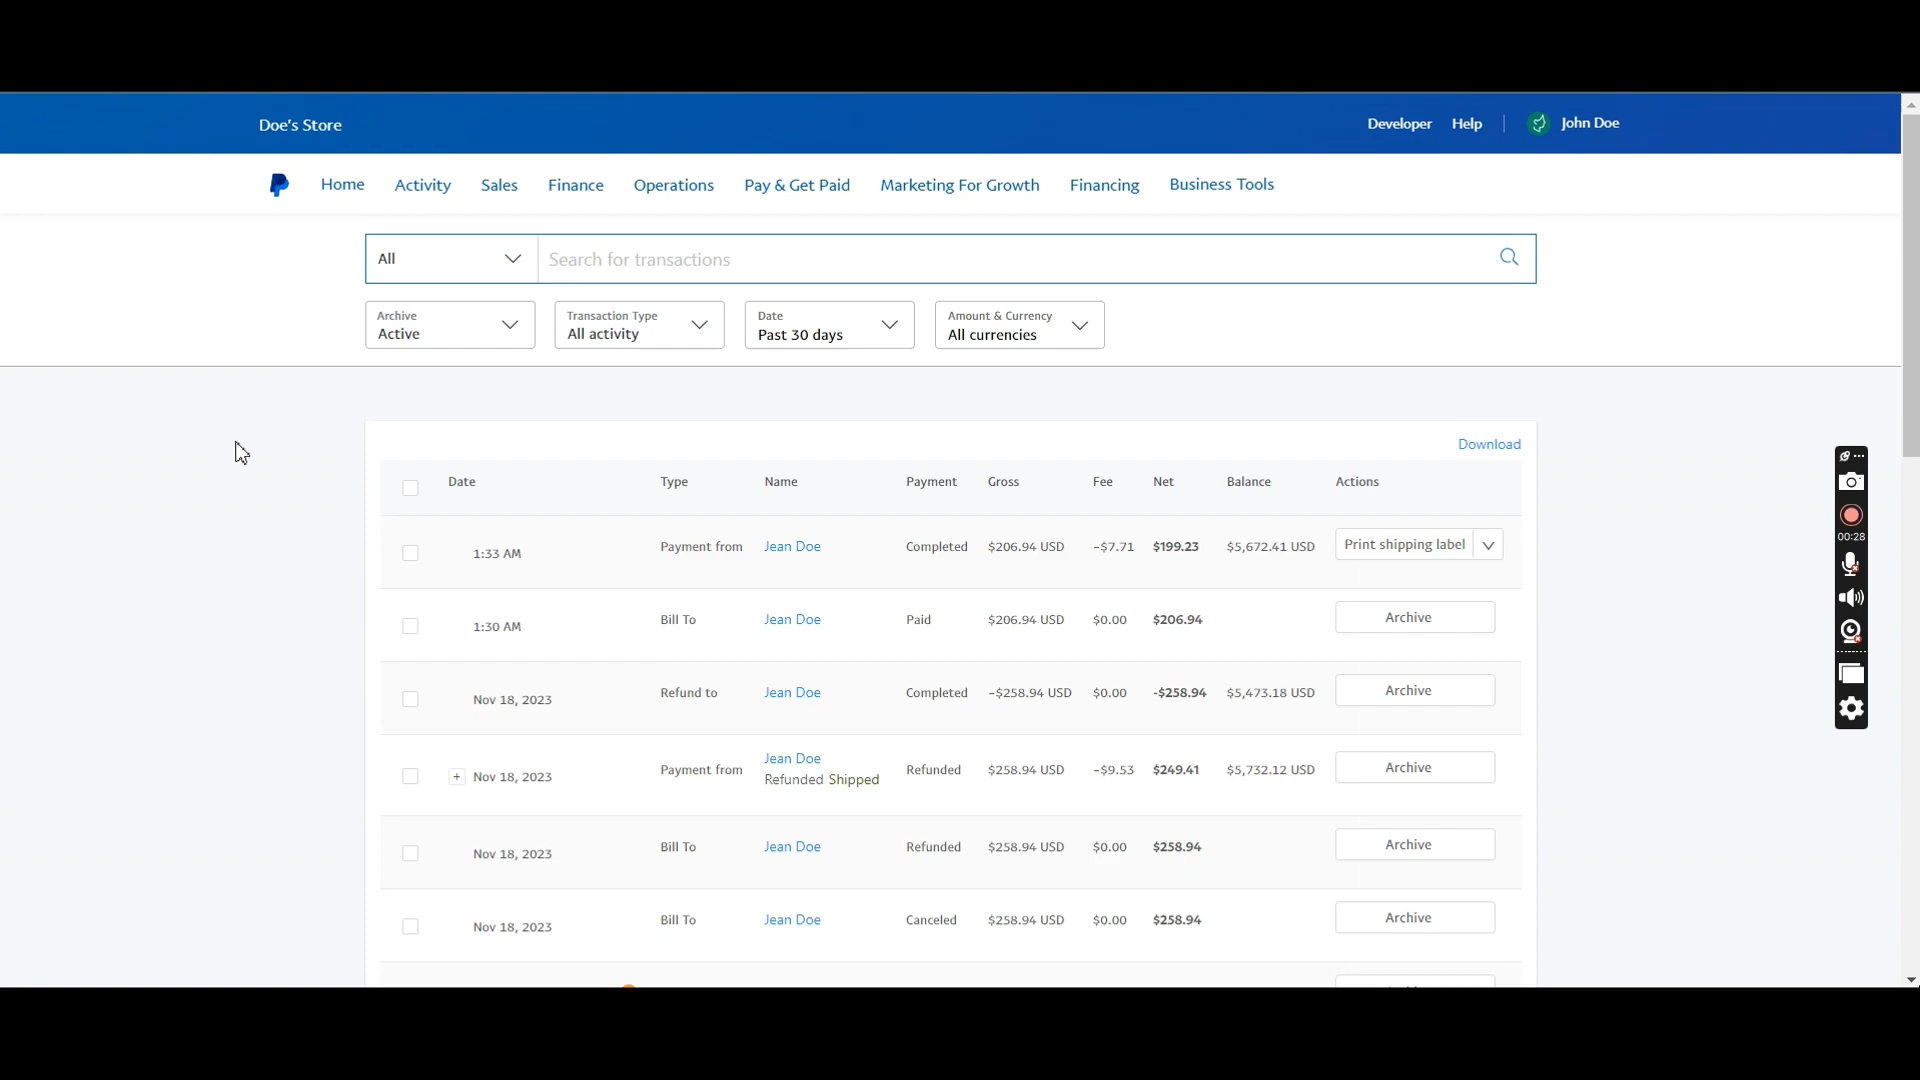 Doe's Store Developer Help John Doe
Home Activity Sales Finance Operations Pay & Get Paid Marketing For Growth Financing Business Tools
All Search for transactions
Archive Transaction Type Date Amount & Currency
Active All activity Past 30 days All currencies
Download
Date Type Name Payment Gross Fee Net Balance Actions
1:33 AM Payment from Jean Doe Completed $206.94 USD -$7.71 $199.23 $5,672.41 USD Print shipping label
1:30 AM Bill To Jean Doe Paid $206.94 USD $0.00 $206.94 Archive
Nov 18, 2023 Refund to Jean Doe Completed -$258.94 USD $0.00 -$258.94 $5,473.18 USD Archive
+ Nov 18, 2023 Payment from Jean Doe Refunded $258.94 USD -$9.53 $249.41 $5,732.12 USD Archive
Refunded Shipped
Nov 18, 2023 Bill To Jean Doe Refunded $258.94 USD $0.00 $258.94 Archive
Nov 18, 2023 Bill To Jean Doe Canceled $258.94 USD $0.00 $258.94 Archive
00:28